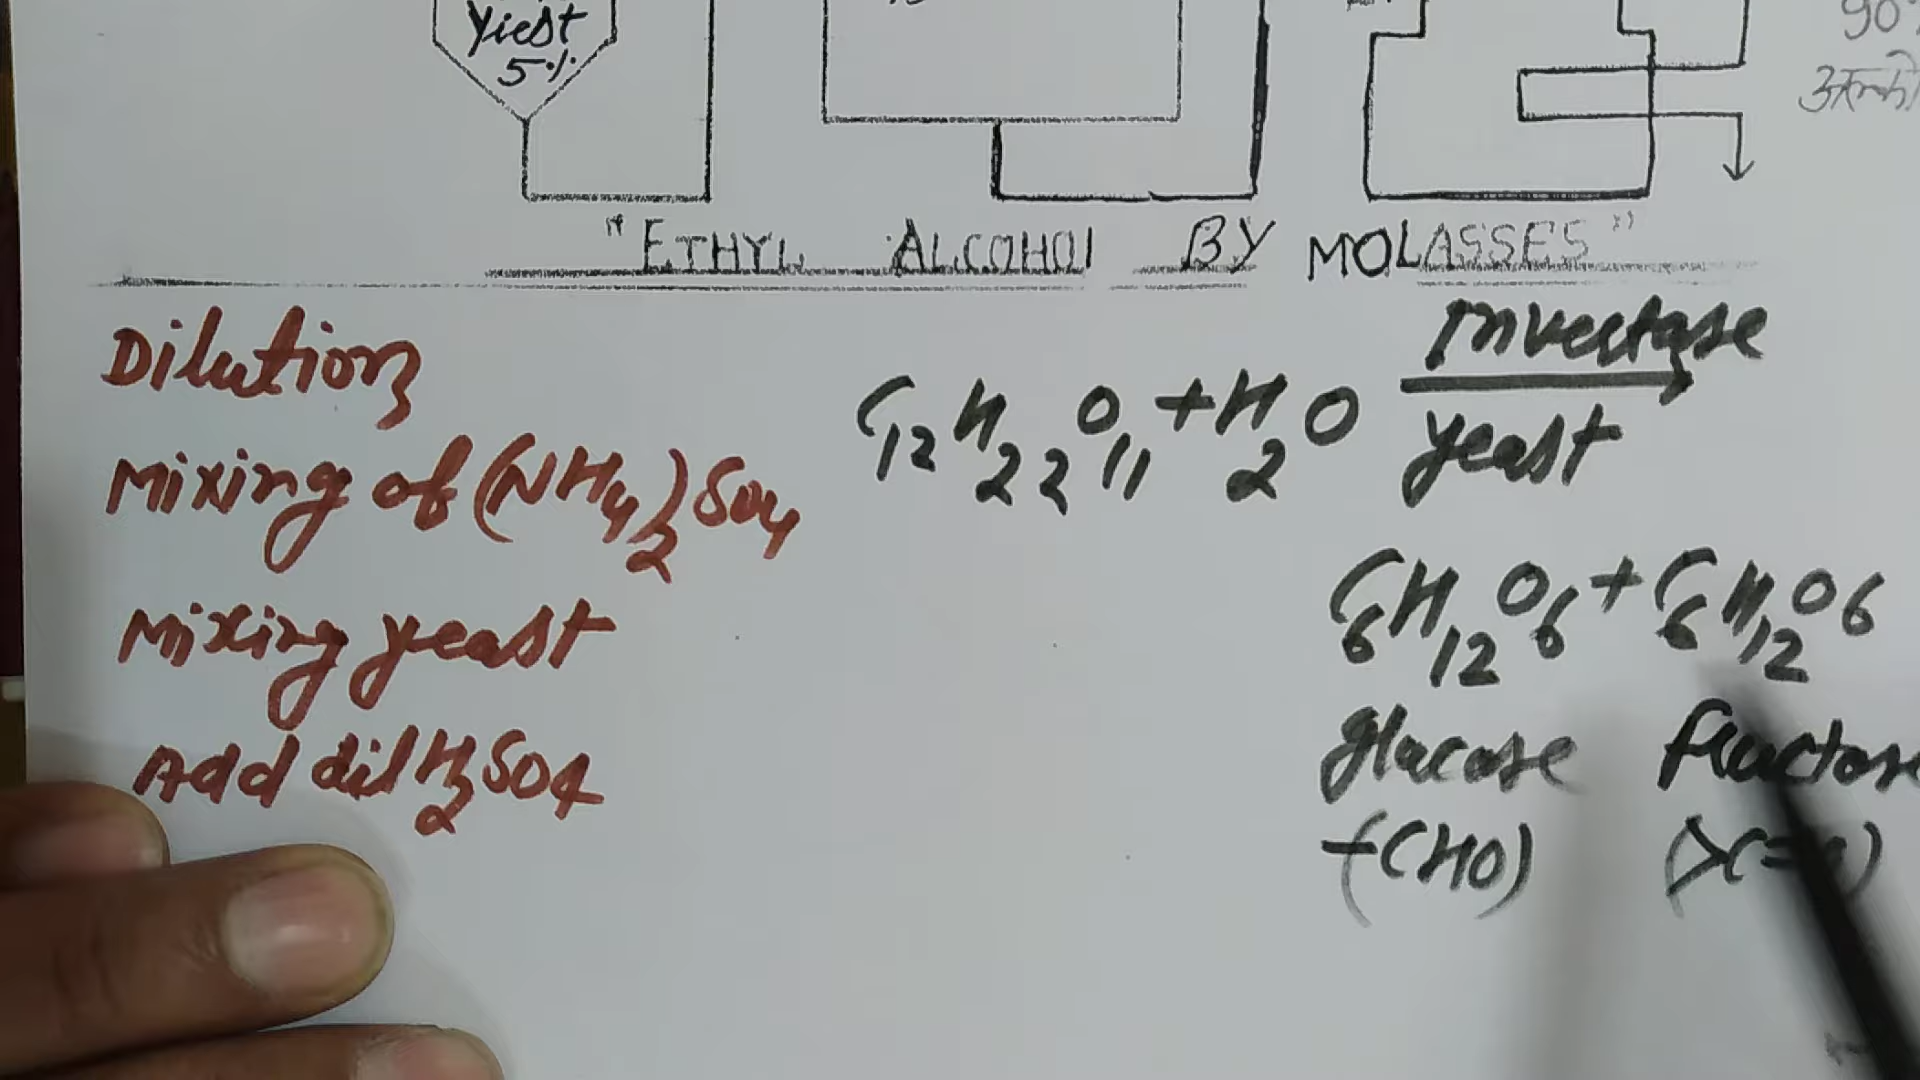 Yiest
5%
90%
"ETHYL ALCOHOl BY MOLASSES"
Dilution
Mixing of (NH4)2SO4
Mixing yeast
Add dil H2SO4
C12H22O11+H2O
Invertase
yeast
C6H12O6+C6H12O6
glucose fructose
(-CHO)